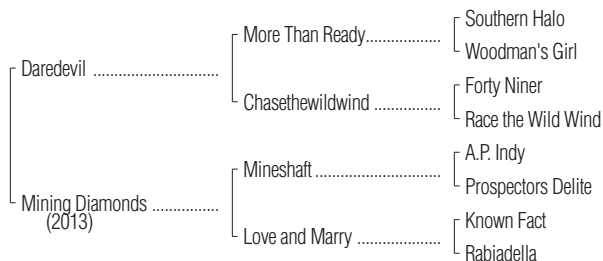 Southern Halo
More Than Ready..................
Woodman's Girl
Daredevil ..............................
Forty Niner
Chasethewildwind ................
Race the Wild Wind
A.P. Indy
Mineshaft ..............................
Prospectors Delite
Mining Diamonds ................
(2013)
Known Fact
Love and Marry ....................
Rabiadella